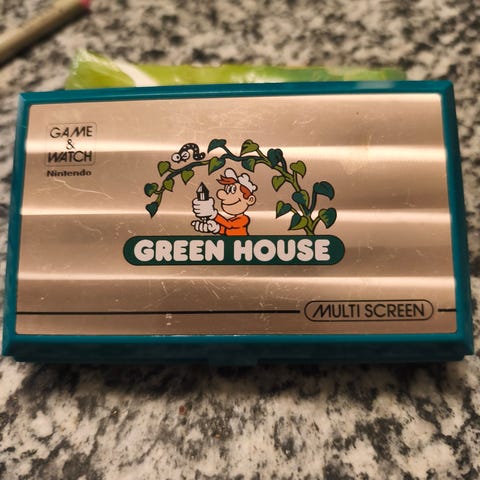 GAME
&
WATCH
Nintendo
GREEN HOUSE
MULTI SCREEN